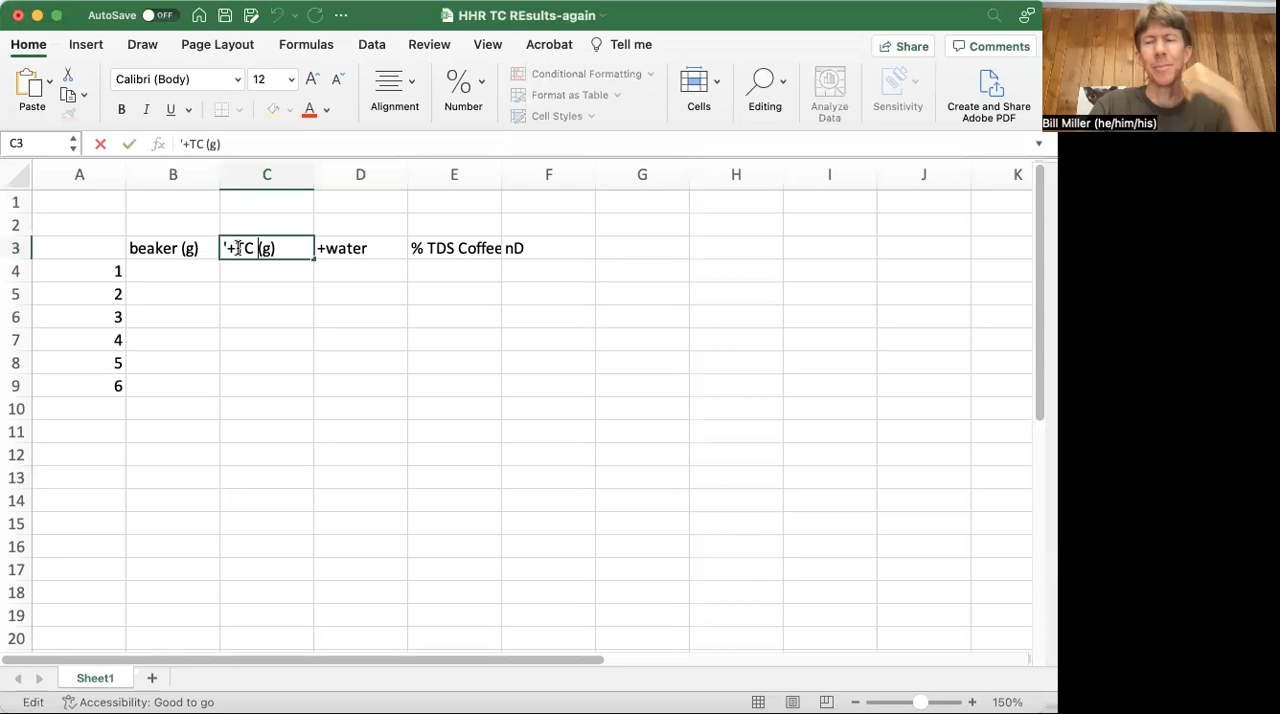 AutoSave OFF HHR TC REsults-again
Home Insert Draw Page Layout Formulas Data Review View Acrobat Tell me Share Comments
Paste Calibri (Body) 12 A A B I U A Alignment % Number Conditional Formatting Format as Table Cell Styles Cells Editing Analyze Data Sensitivity Create and Share Adobe PDF
Bill Miller (he/him/his)
C3 fx '+TC (g)
A B C D E F G H I J K
1
2
3 beaker (g) '+TC (g) +water % TDS Coffee nD
4 1
5 2
6 3
7 4
8 5
9 6
10
11
12
13
14
15
16
17
18
19
20
Sheet1 +
Edit Accessibility: Good to go 150%